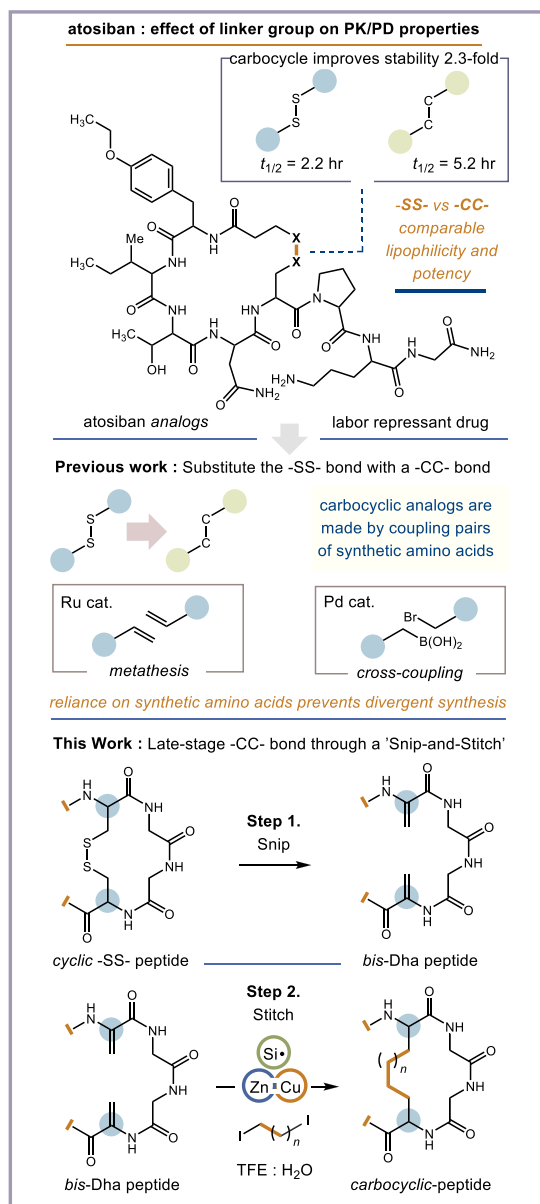 atosiban : effect of linker group on PK/PD properties
carbocycle improves stability 2.3-fold
S
S
C
C
t1/2 = 2.2 hr
t1/2 = 5.2 hr
H3C
O
-SS- vs -CC-
comparable
lipophilicity and
potency
O
O
N
H
X
X
Me
H3C
NH
O
O
NH
HN
O
N
H3C
OH
O
NH
O
O
NH
H
N
O
NH2
O
NH2
H2N
O
atosiban analogs
labor repressant drug
Previous work : Substitute the -SS- bond with a -CC- bond
S
S
C
C
carbocyclic analogs are
made by coupling pairs
of synthetic amino acids
Ru cat.
metathesis
Pd cat.
Br
B(OH)2
cross-coupling
reliance on synthetic amino acids prevents divergent synthesis
This Work : Late-stage -CC- bond through a 'Snip-and-Stitch'
H
N
O
NH
O
NH
S
S
NH
O
O
cyclic -SS- peptide
Step 1.
Snip
H
N
O
NH
O
NH
NH
O
O
bis-Dha peptide
H
N
O
NH
O
NH
NH
O
O
bis-Dha peptide
Step 2.
Stitch
Si•
Zn
Cu
I
I
n
TFE : H2O
H
N
O
NH
O
NH
( )n
NH
O
O
carbocyclic-peptide